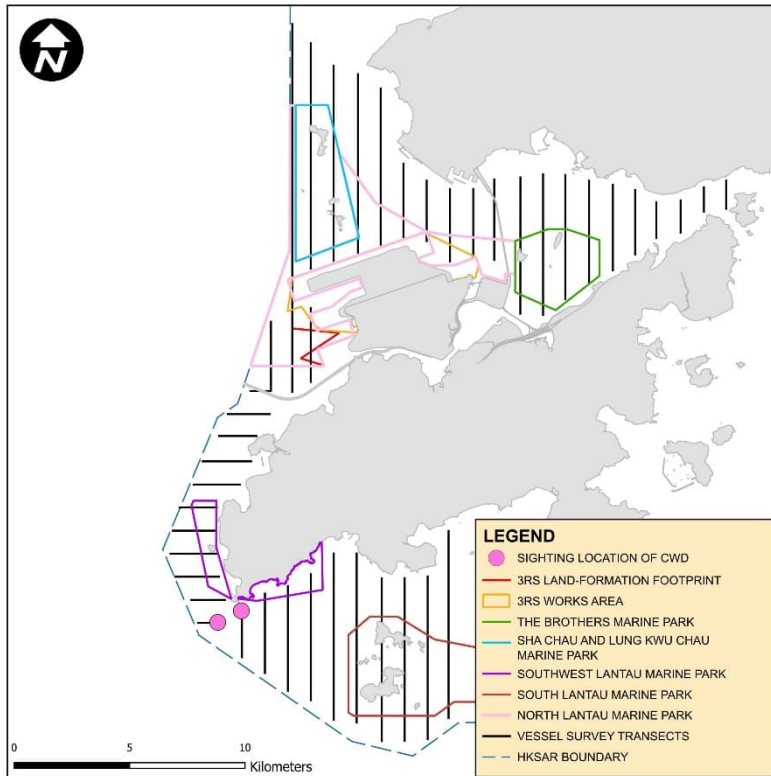 N
LEGEND
SIGHTING LOCATION OF CWD
3RS LAND-FORMATION FOOTPRINT
3RS WORKS AREA
THE BROTHERS MARINE PARK
SHA CHAU AND LUNG KWU CHAU
MARINE PARK
SOUTHWEST LANTAU MARINE PARK
SOUTH LANTAU MARINE PARK
NORTH LANTAU MARINE PARK
VESSEL SURVEY TRANSECTS
HKSAR BOUNDARY
0 5 10
Kilometers